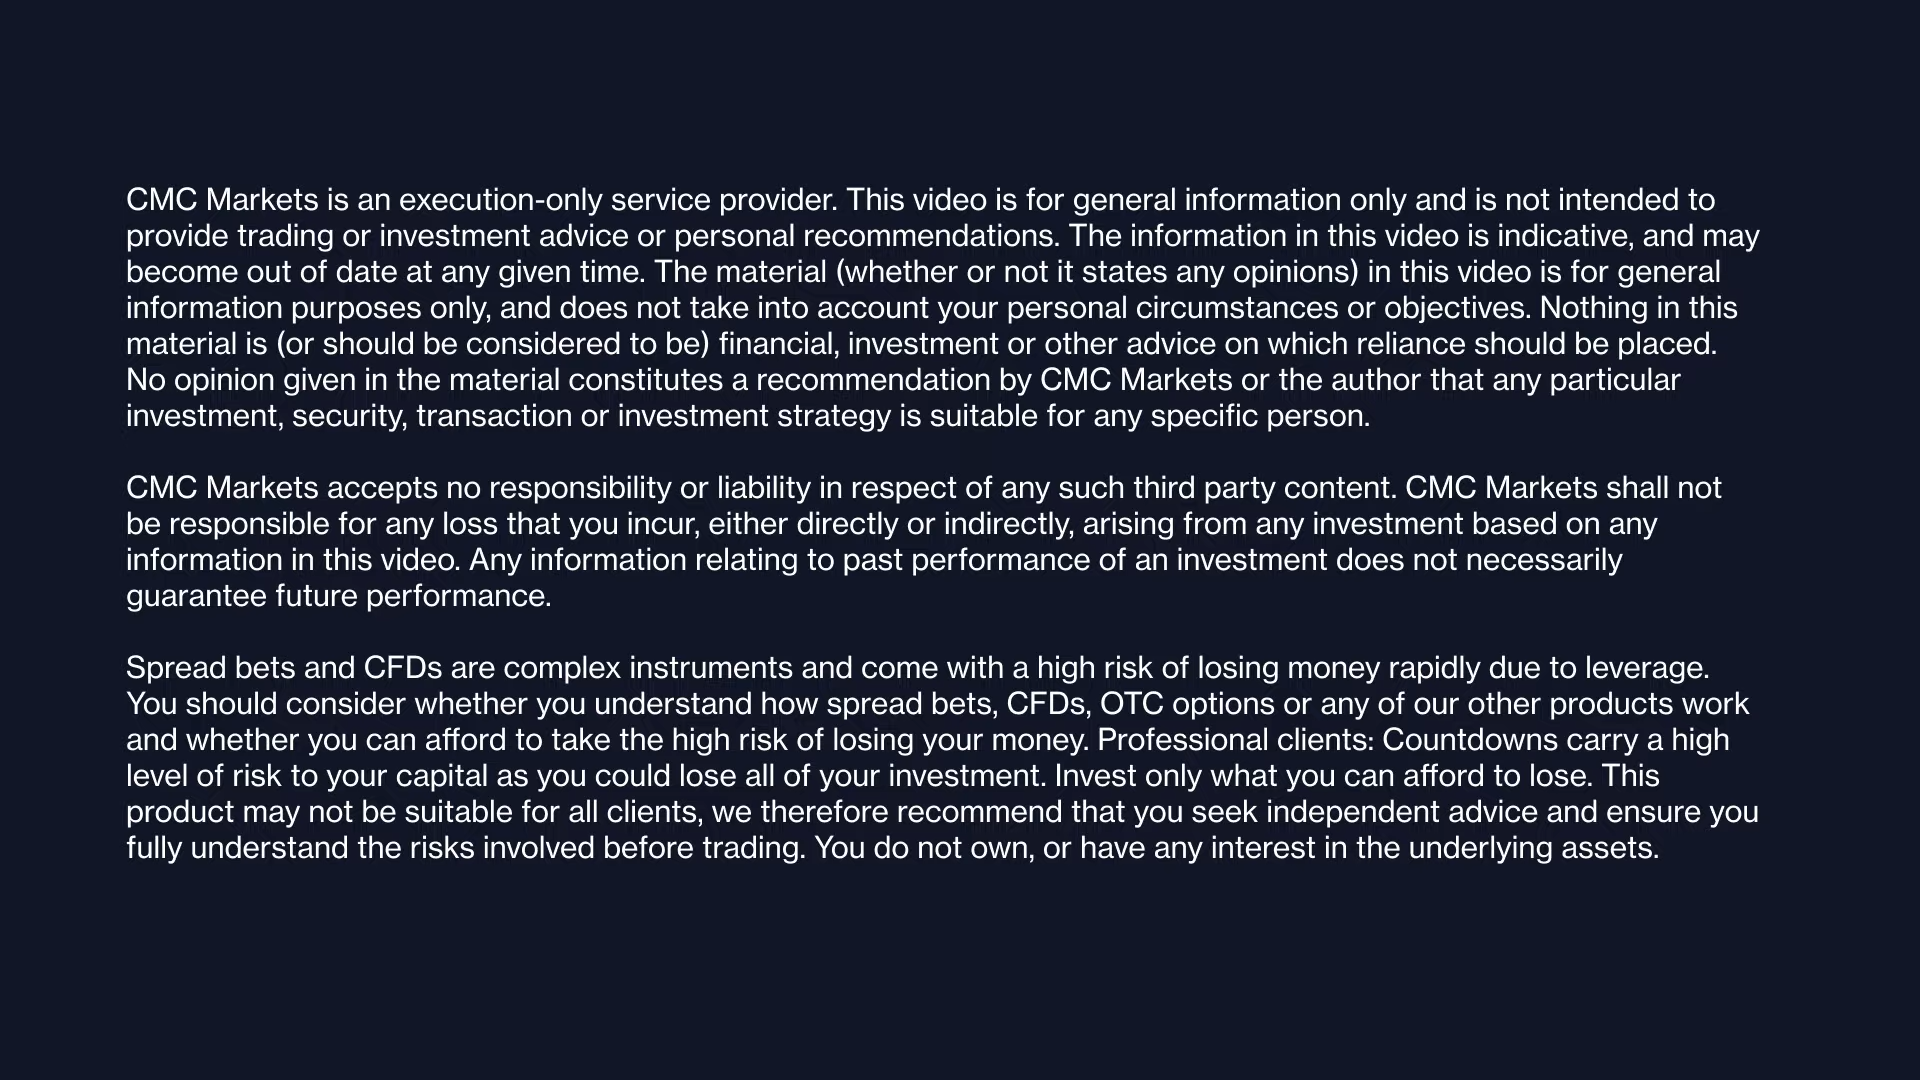 CMC Markets is an execution-only service provider. This video is for general information only and is not intended to
provide trading or investment advice or personal recommendations. The information in this video is indicative, and may
become out of date at any given time. The material (whether or not it states any opinions) in this video is for general
information purposes only, and does not take into account your personal circumstances or objectives. Nothing in this
material is (or should be considered to be) financial, investment or other advice on which reliance should be placed.
No opinion given in the material constitutes a recommendation by CMC Markets or the author that any particular
investment, security, transaction or investment strategy is suitable for any specific person.
CMC Markets accepts no responsibility or liability in respect of any such third party content. CMC Markets shall not
be responsible for any loss that you incur, either directly or indirectly, arising from any investment based on any
information in this video. Any information relating to past performance of an investment does not necessarily
guarantee future performance.
Spread bets and CFDs are complex instruments and come with a high risk of losing money rapidly due to leverage.
You should consider whether you understand how spread bets, CFDs, OTC options or any of our other products work
and whether you can afford to take the high risk of losing your money. Professional clients: Countdowns carry a high
level of risk to your capital as you could lose all of your investment. Invest only what you can afford to lose. This
product may not be suitable for all clients, we therefore recommend that you seek independent advice and ensure you
fully understand the risks involved before trading. You do not own, or have any interest in the underlying assets.